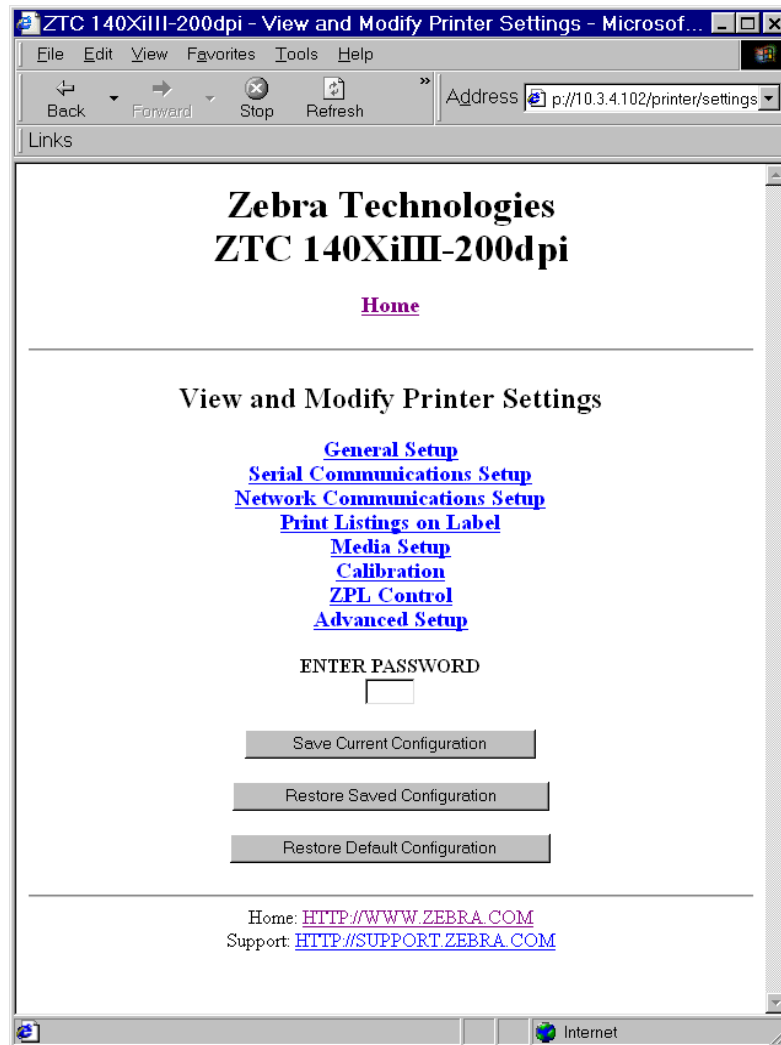 ZTC 140XiIII-200dpi - View and Modify Printer Settings - Microsof...
File Edit View Favorites Tools Help
Back Forward Stop Refresh » Address p://10.3.4.102/printer/settings
Links
Zebra Technologies
ZTC 140XiIII-200dpi
Home
View and Modify Printer Settings
General Setup
Serial Communications Setup
Network Communications Setup
Print Listings on Label
Media Setup
Calibration
ZPL Control
Advanced Setup
ENTER PASSWORD
Save Current Configuration
Restore Saved Configuration
Restore Default Configuration
Home: HTTP://WWW.ZEBRA.COM
Support: HTTP://SUPPORT.ZEBRA.COM
Internet